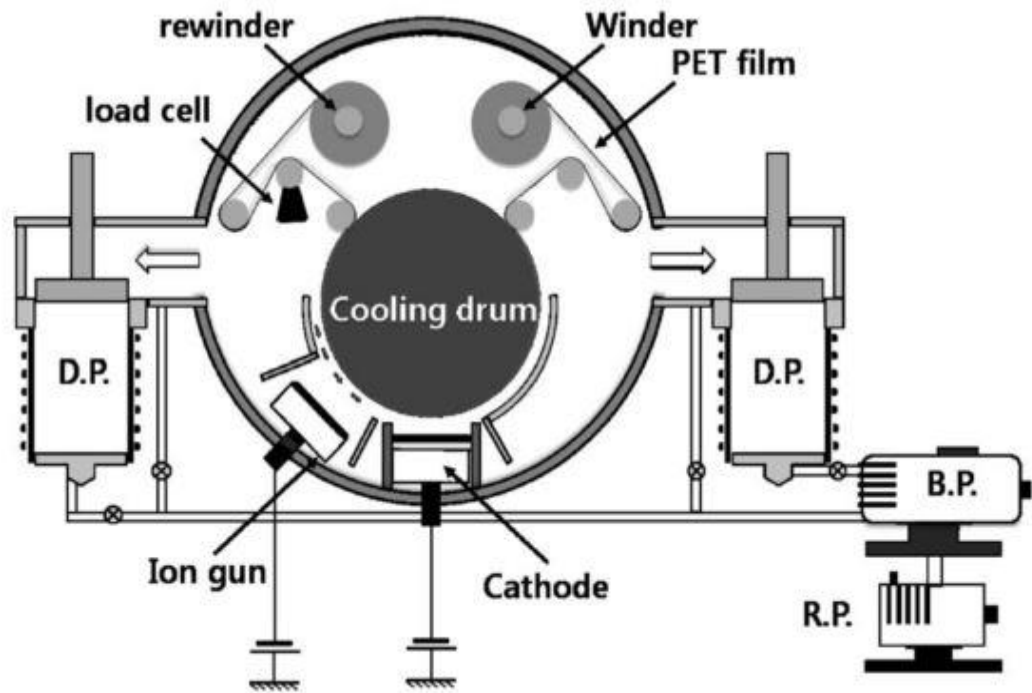 rewinder
Winder
PET film
load cell
Cooling drum
D.P.
D.P.
B.P.
Ion gun
Cathode
R.P.